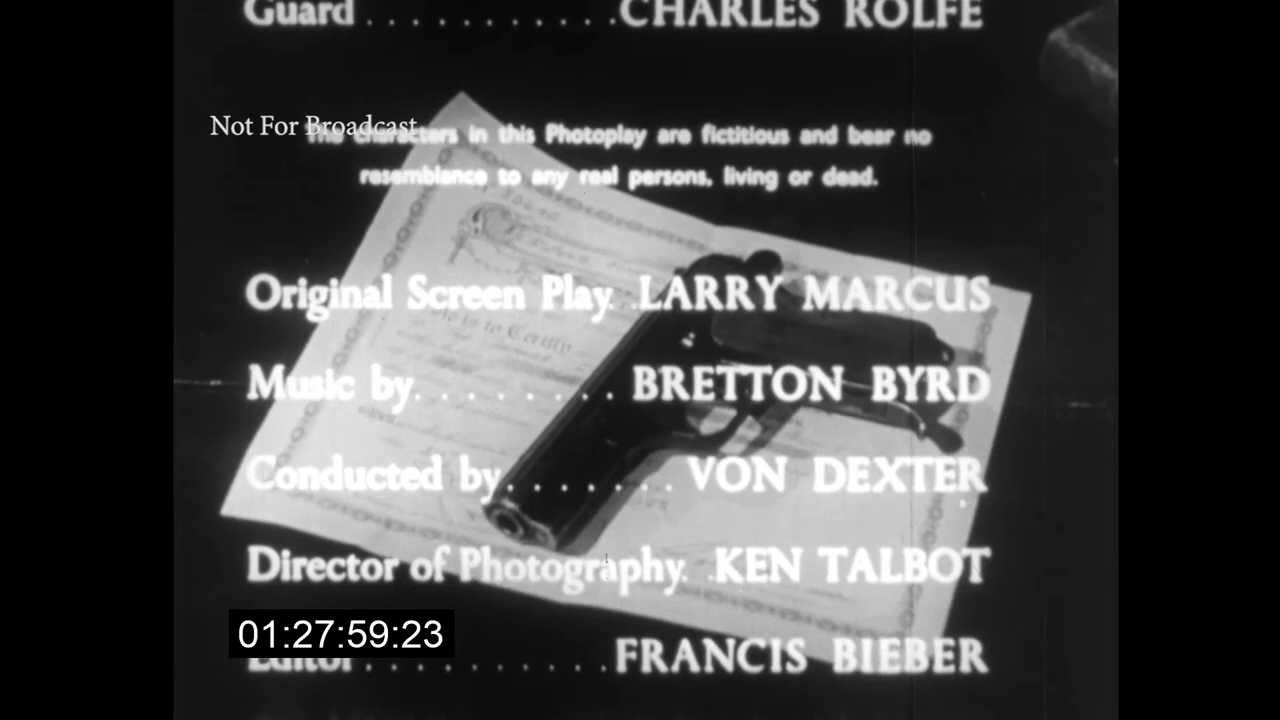 Guard . . . . . . . . . . . CHARLES ROLFE
Not For Broadcast
The characters in this Photoplay are fictitious and bear no
resemblance to any real persons, living or dead.
Original Screen Play. .LARRY MARCUS
Music by. . . . . . . . BRETTON BYRD
Conducted by. . . . . . . VON DEXTER
Director of Photography. .KEN TALBOT
01:27:59:23
Editor . . . . . . . . . . FRANCIS BIEBER